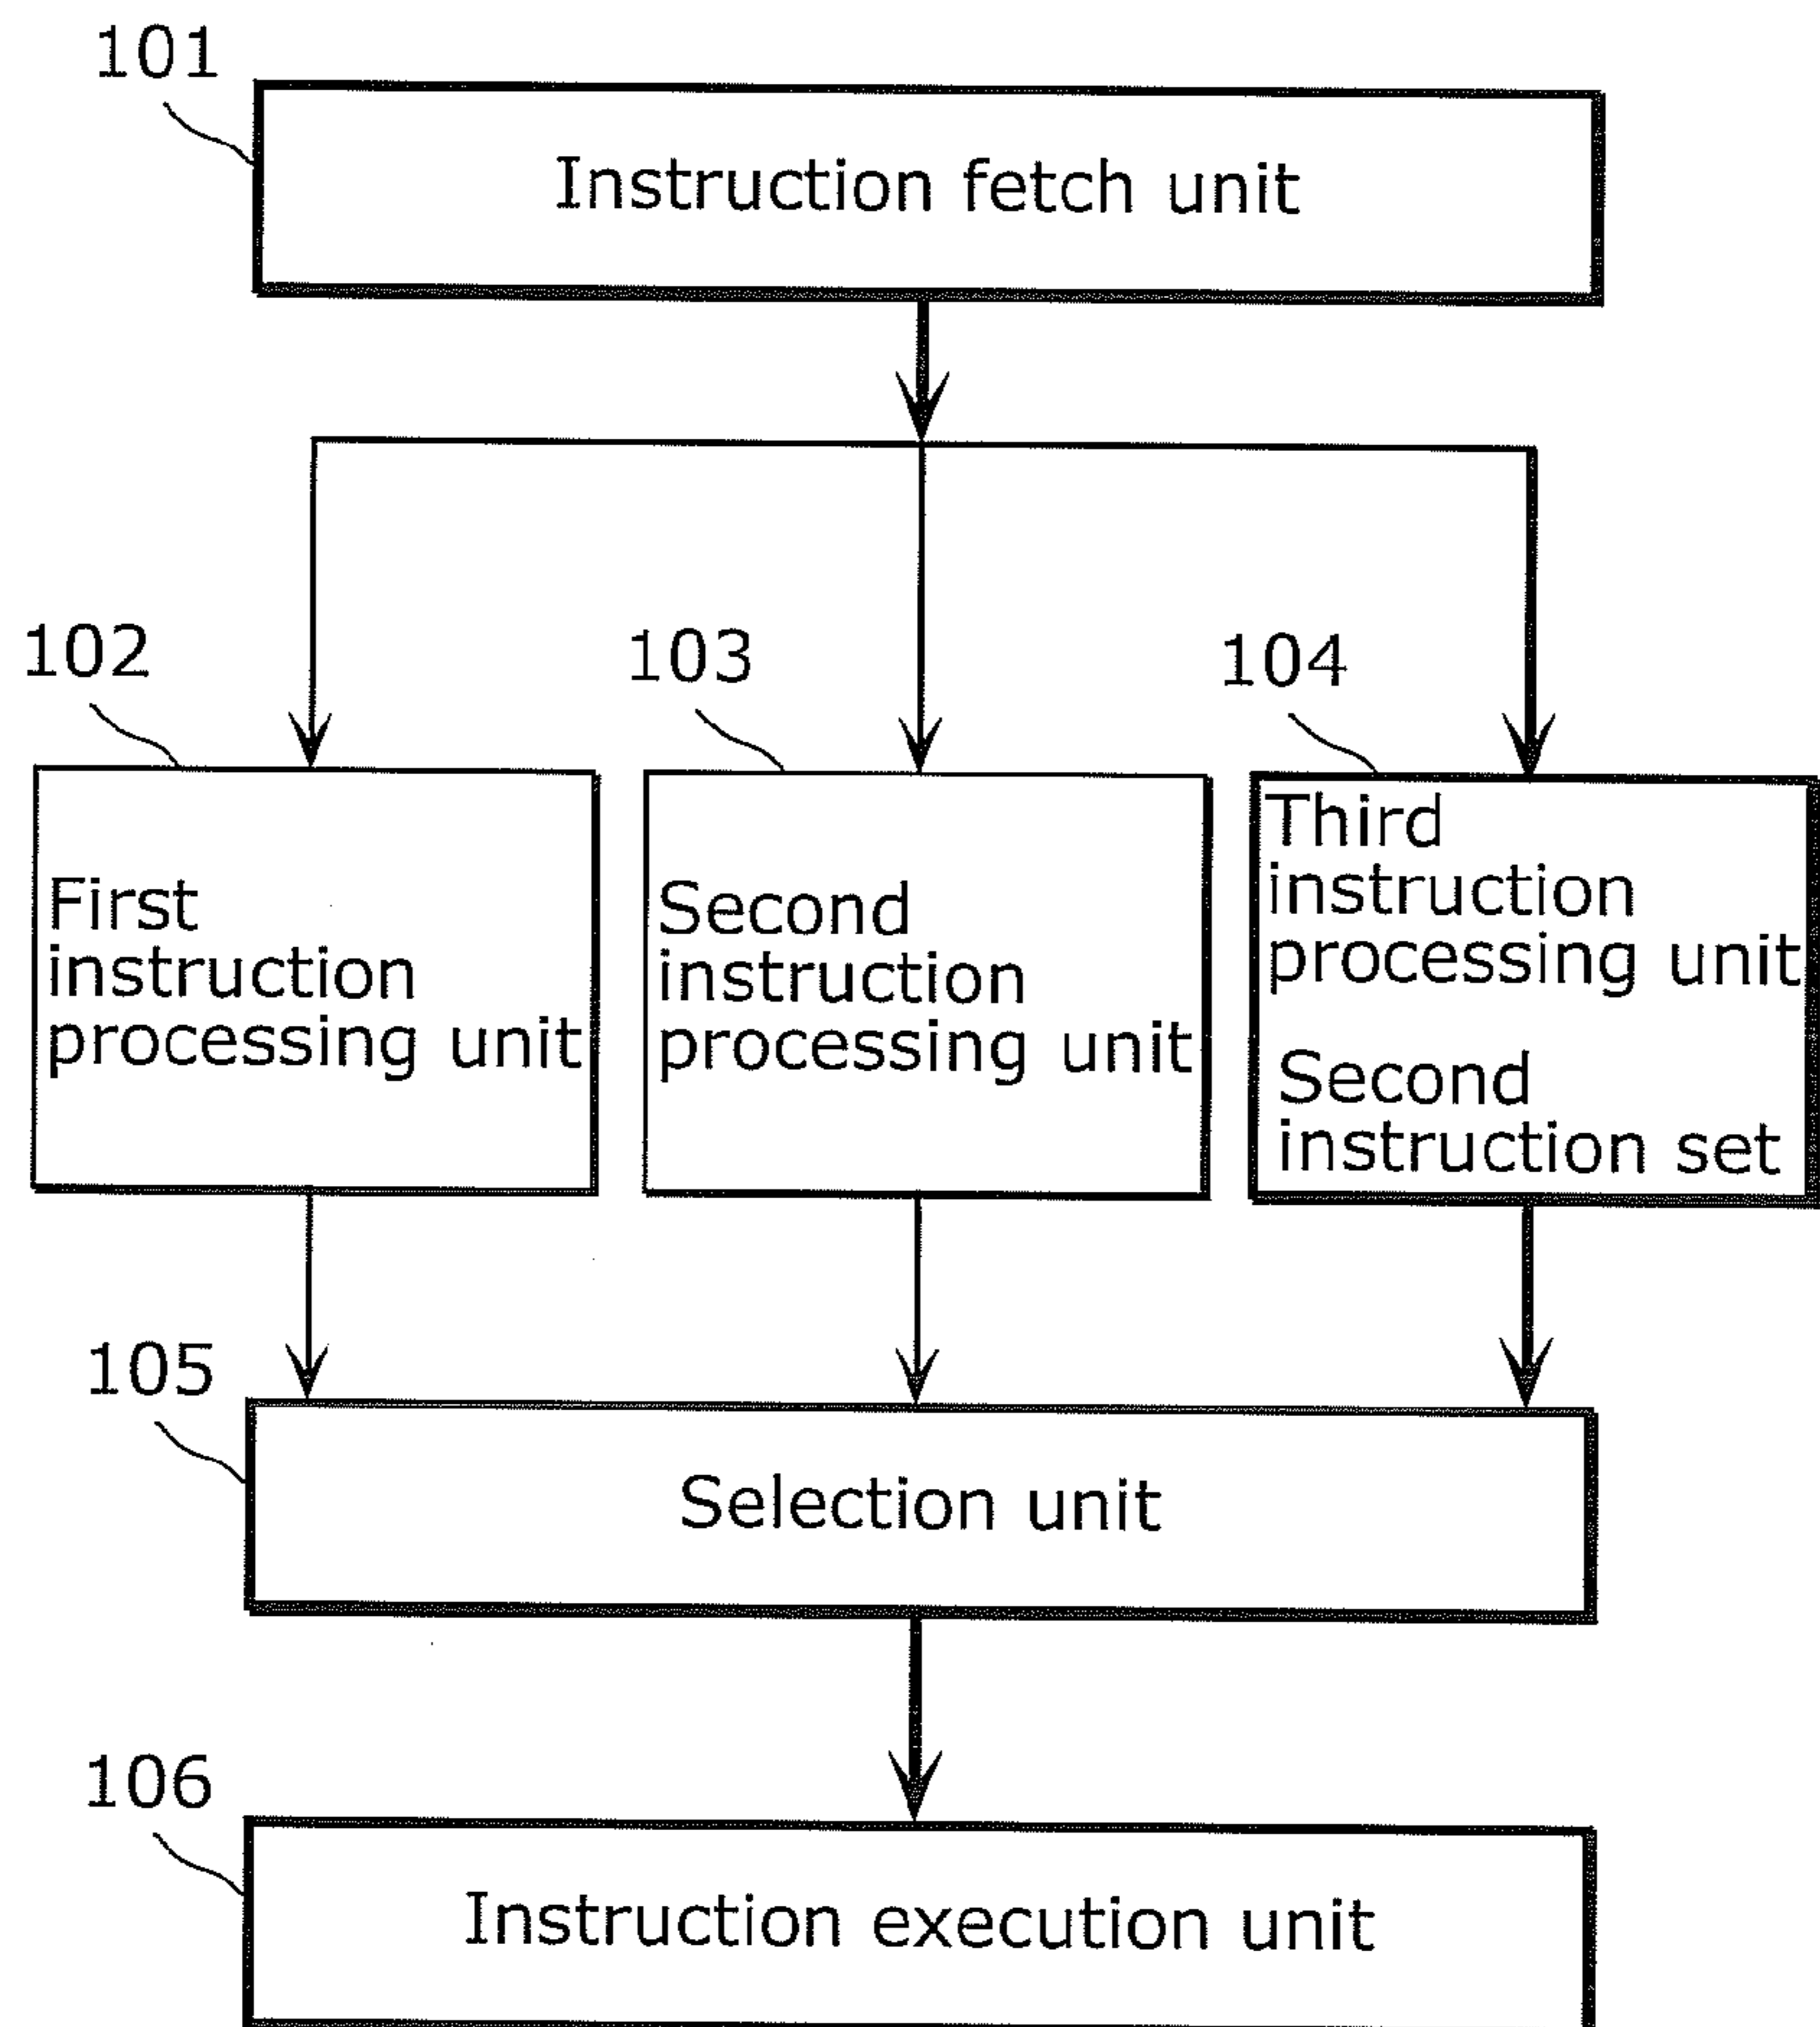 101
Instruction fetch unit
102
103
104
First
instruction
processing unit
Second
instruction
processing unit
Third
instruction
processing unit
Second
instruction set
105
Selection unit
106
Instruction execution unit